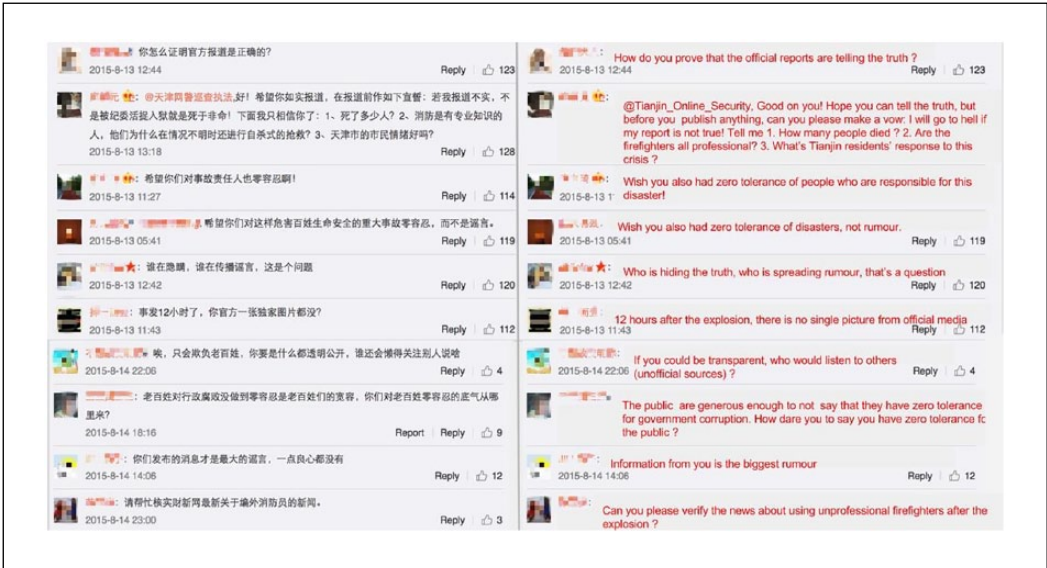 你怎么证明官方报道是正确的?
2015-8-13 12:44 Reply 123
@天津网警巡查执法,好! 希望你如实报道，在报道前作如下宣誓：若我报道不实，不
是被纪委活捉入狱就是死于非命! 下面我只相信你了：1、死了多少人? 2、消防是有专业知识的
人，他们为什么在情况不明时还进行自杀式的抢救? 3、天津市的市民情绪好吗?
2015-8-13 13:18 Reply 128
希望你们对事故责任人也零容忍啊!
2015-8-13 11:27 Reply 114
希望你们对这样危害百姓生命安全的重大事故零容忍，而不是谣言。
2015-8-13 05:41 Reply 119
谁在隐瞒，谁在传播谣言，这是个问题
2015-8-13 12:42 Reply 120
事发12小时了，你官方一张独家图片都没?
2015-8-13 11:43 Reply 112
唉，只会欺负老百姓，你要是什么都透明公开，谁还会懒得关注别人说啥
2015-8-14 22:06 Reply 4
老百姓对行政腐败没做到零容忍是老百姓们的宽容，你们对老百姓零容忍的底气从哪
里来?
2015-8-14 18:16 Report Reply 9
你们发布的消息才是最大的谣言，一点良心都没有
2015-8-14 14:06 Reply 12
请帮忙核实财新网最新关于编外消防员的新闻。
2015-8-14 23:00 Reply 3
How do you prove that the official reports are telling the truth ?
2015-8-13 12:44 Reply 123
@Tianjin_Online_Security, Good on you! Hope you can tell the truth, but
before you publish anything, can you please make a vow: I will go to hell if
my report is not true! Tell me 1. How many people died ? 2. Are the
firefighters all professional? 3. What's Tianjin residents' response to this
crisis ?
Wish you also had zero tolerance of people who are responsible for this
2015-8-13 1 disaster!
Wish you also had zero tolerance of disasters, not rumour.
2015-8-13 05:41 Reply 119
Who is hiding the truth, who is spreading rumour, that's a question
2015-8-13 12:42 Reply 120
12 hours after the explosion, there is no single picture from official media
2015-8-13 11:43 Reply 112
If you could be transparent, who would listen to others
2015-8-14 22:06 (unofficial sources) ? Reply 4
The public are generous enough to not say that they have zero tolerance
for government corruption. How dare you to say you have zero tolerance fo
the public ?
Information from you is the biggest rumour
2015-8-14 14:06 Reply 12
Can you please verify the news about using unprofessional firefighters after the
explosion ?